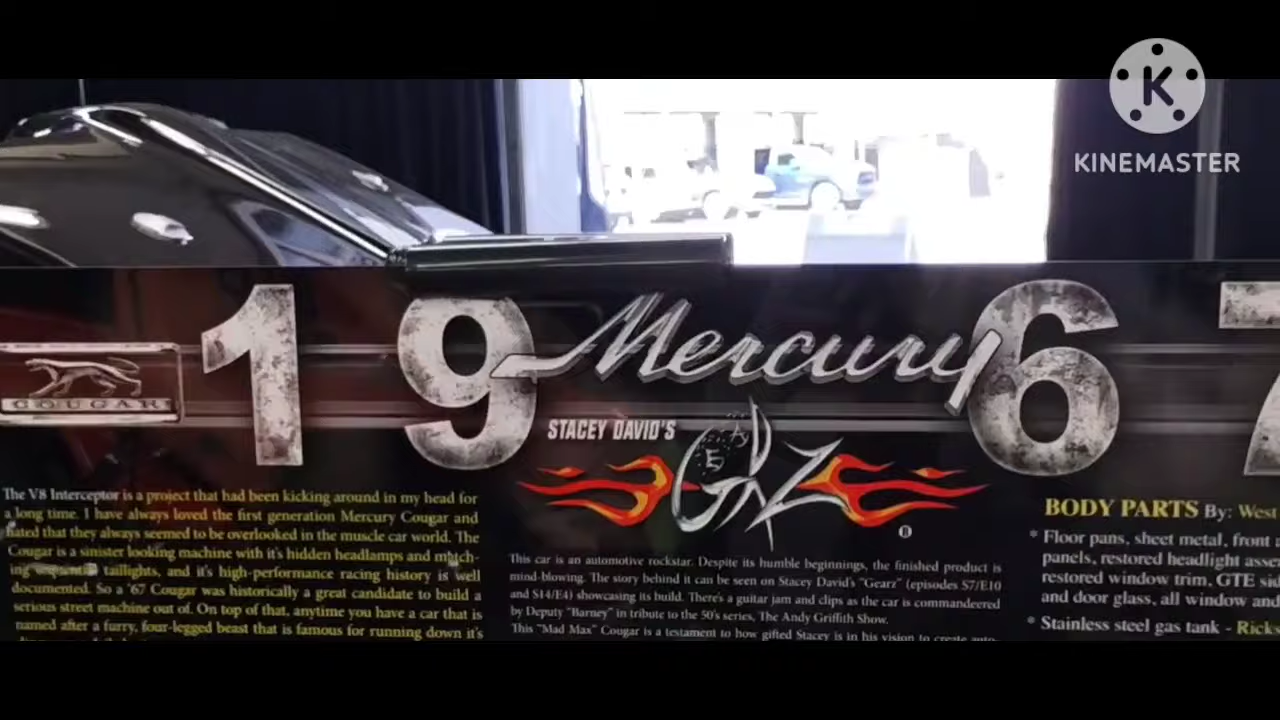 K
KINEMASTER
19 Mercury 67
COUGAR
STACEY DAVID'S
GEARZ
The V8 Interceptor is a project that had been kicking around in my head for
a long time. I have always loved the first generation Mercury Cougar and
hated that they always seemed to be overlooked in the muscle car world. The
Cougar is a sinister looking machine with it's hidden headlamps and match-
ing sequential taillights, and it's high-performance racing history is well
documented. So a '67 Cougar was historically a great candidate to build a
serious street machine out of. On top of that, anytime you have a car that is
named after a furry, four-legged beast that is famous for running down it's
This car is an automotive rockstar. Despite its humble beginnings, the finished product is
mind-blowing. The story behind it can be seen on Stacey David's "Gearz" (episodes S7/E10
and S14/E4) showcasing its build. There's a guitar jam and clips as the car is commandeered
by Deputy "Barney" in tribute to the 50's series, The Andy Griffith Show.
This "Mad Max" Cougar is a testament to how gifted Stacey is in his vision to create auto-
BODY PARTS By: West
* Floor pans, sheet metal, front
panels, restored headlight
restored window trim, GTE
and door glass, all window and
* Stainless steel gas tank - Ricks